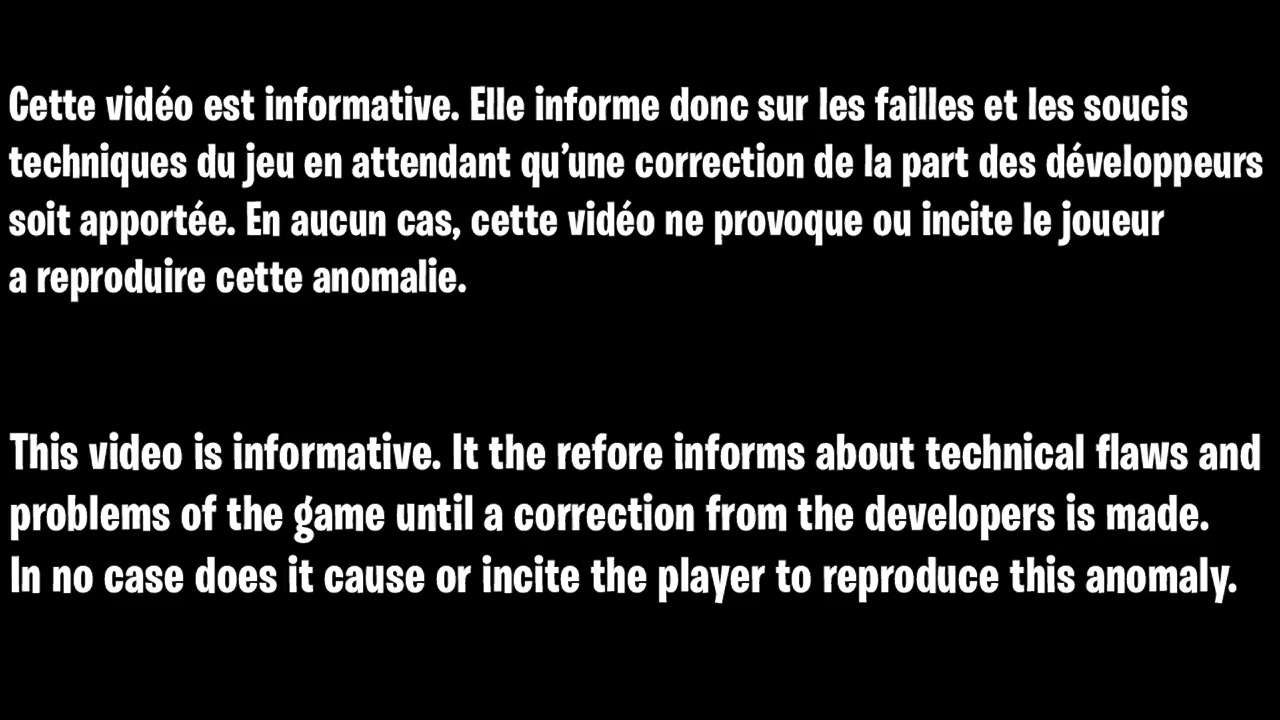 Cette vidéo est informative. Elle informe donc sur les failles et les soucis
techniques du jeu en attendant qu’une correction de la part des développeurs
soit apportée. En aucun cas, cette vidéo ne provoque ou incite le joueur
a reproduire cette anomalie.
This video is informative. It the refore informs about technical flaws and
problems of the game until a correction from the developers is made.
In no case does it cause or incite the player to reproduce this anomaly.